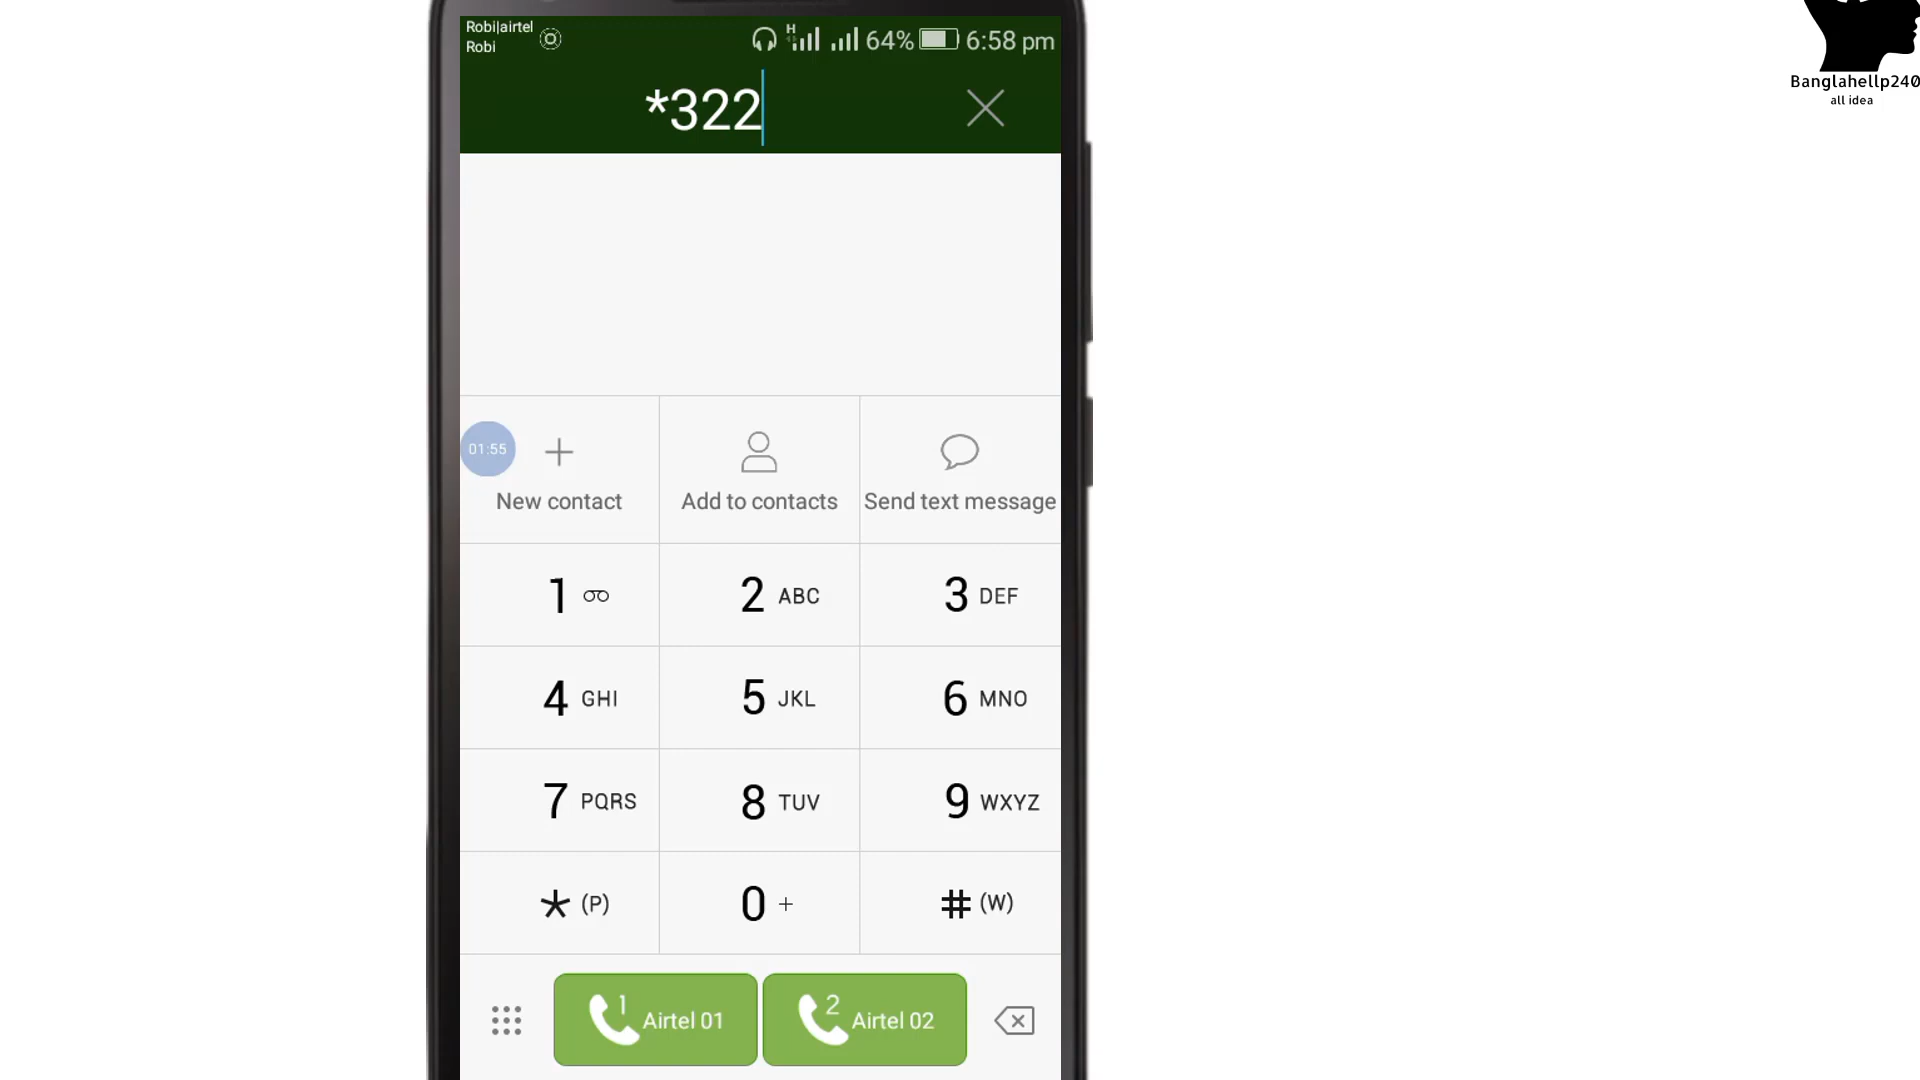 Robi|airtel
Robi
H
64%
6:58 pm
*322
Banglahellp240
all idea
01:55
New contact
Add to contacts
Send text message
1
2 ABC
3 DEF
4 GHI
5 JKL
6 MNO
7 PQRS
8 TUV
9 WXYZ
* (P)
0 +
# (W)
1 Airtel 01
2 Airtel 02